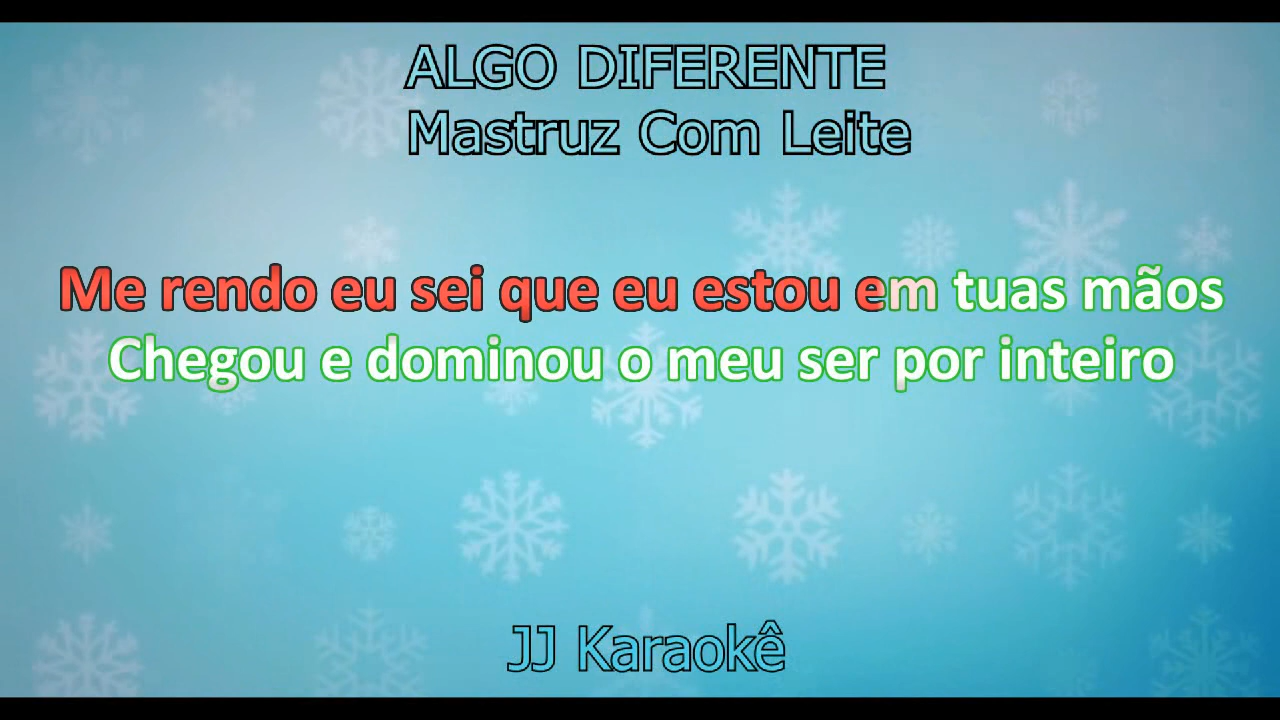 ALGO DIFERENTE
Mastruz Com Leite
Me rendo eu sei que eu estou em tuas mãos
Chegou e dominou o meu ser por inteiro
JJ Karaokê